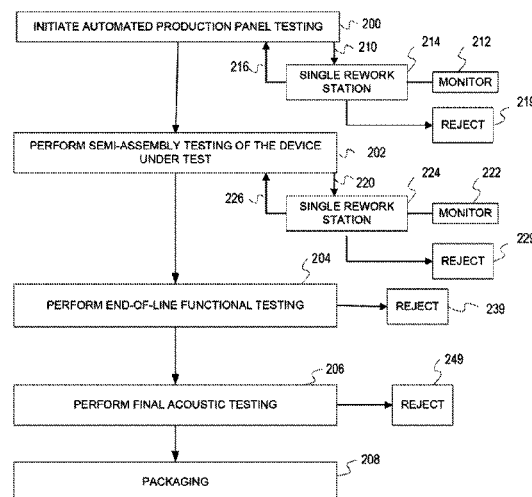 INITIATE AUTOMATED PRODUCTION PANEL TESTING
200
210
216
214
212
SINGLE REWORK
STATION
MONITOR
219
REJECT
PERFORM SEMI-ASSEMBLY TESTING OF THE DEVICE
UNDER TEST
202
220
226
224
222
SINGLE REWORK
STATION
MONITOR
229
REJECT
204
PERFORM END-OF-LINE FUNCTIONAL TESTING
REJECT
239
206
249
PERFORM FINAL ACOUSTIC TESTING
REJECT
PACKAGING
208